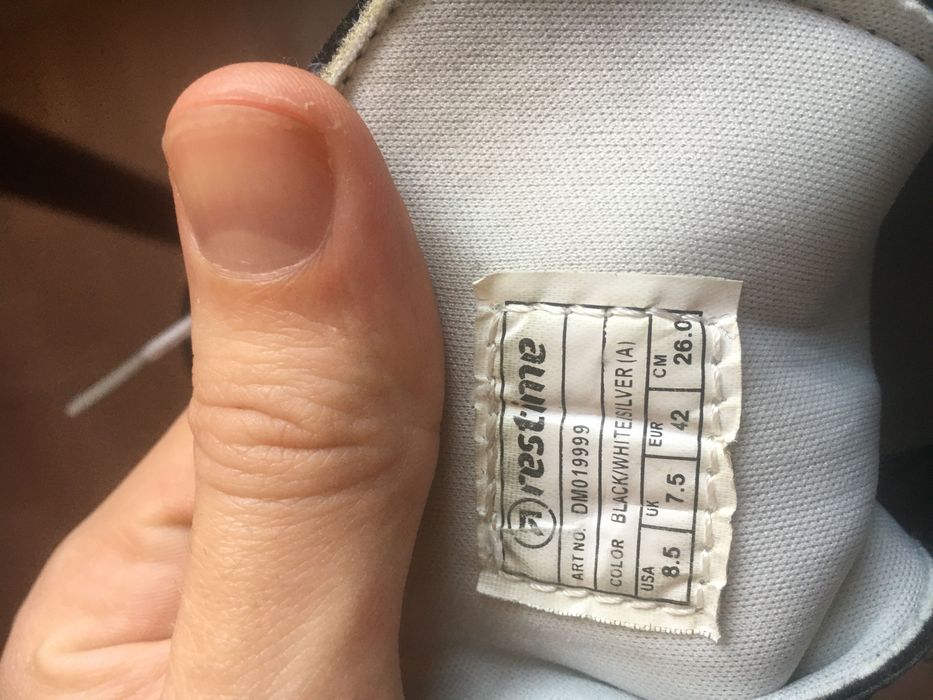 restime
ART NO. DM019999
COLOR BLACK/WHITE/SILVER (A)
USA UK EUR CM
8.5 7.5 42 26.0